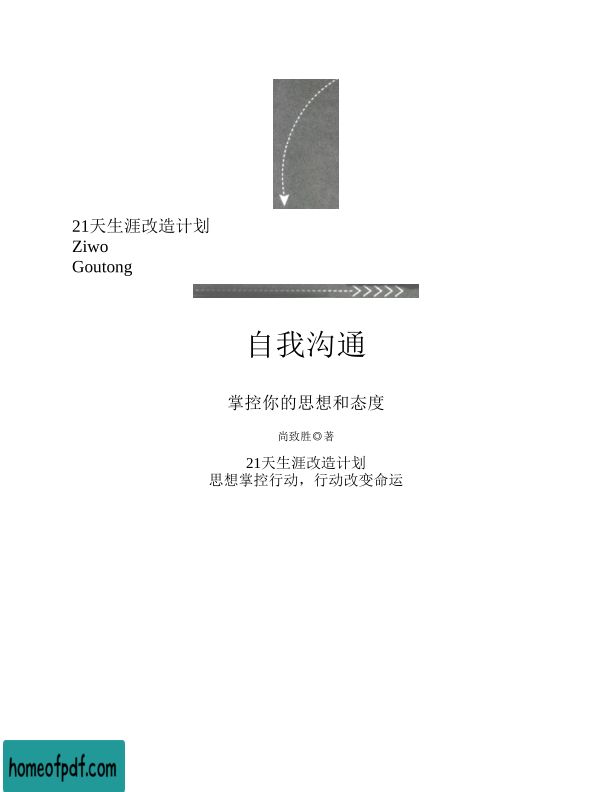 21天生涯改造计划
Ziwo
Goutong
自我沟通
掌控你的思想和态度
尚致胜◎著
21天生涯改造计划
思想掌控行动，行动改变命运
homeofpdf.com